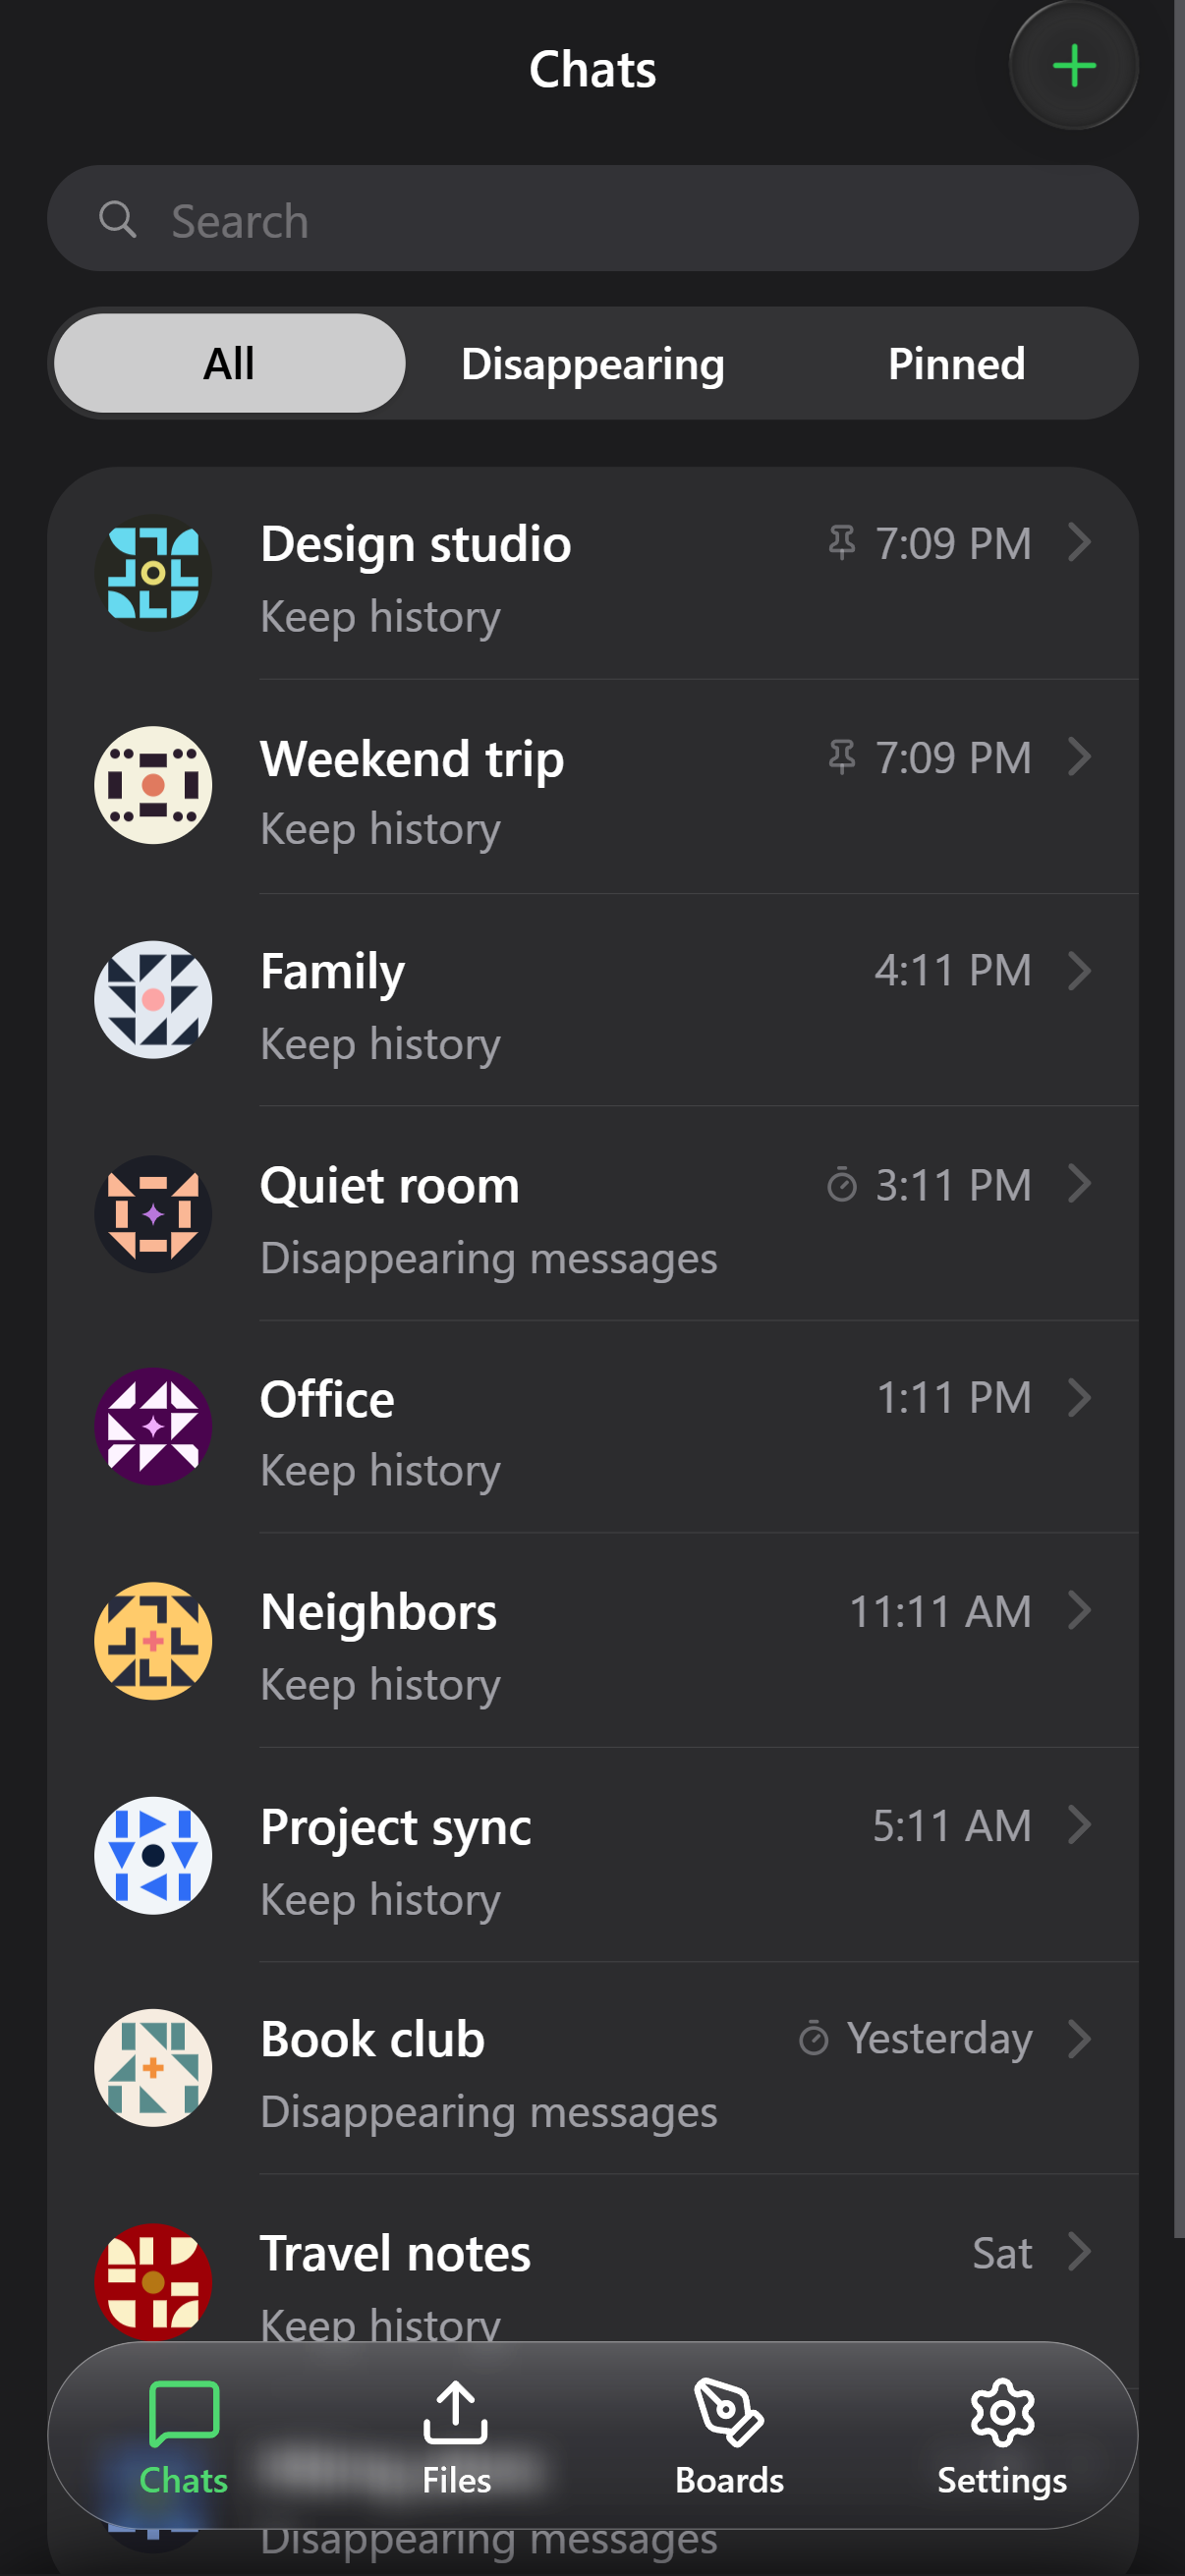 Chats
Search
All Disappearing Pinned
Design studio 7:09 PM
Keep history
Weekend trip 7:09 PM
Keep history
Family 4:11 PM
Keep history
Quiet room 3:11 PM
Disappearing messages
Office 1:11 PM
Keep history
Neighbors 11:11 AM
Keep history
Project sync 5:11 AM
Keep history
Book club Yesterday
Disappearing messages
Travel notes Sat
Keep history
Chats Files Boards Settings
Disappearing messages